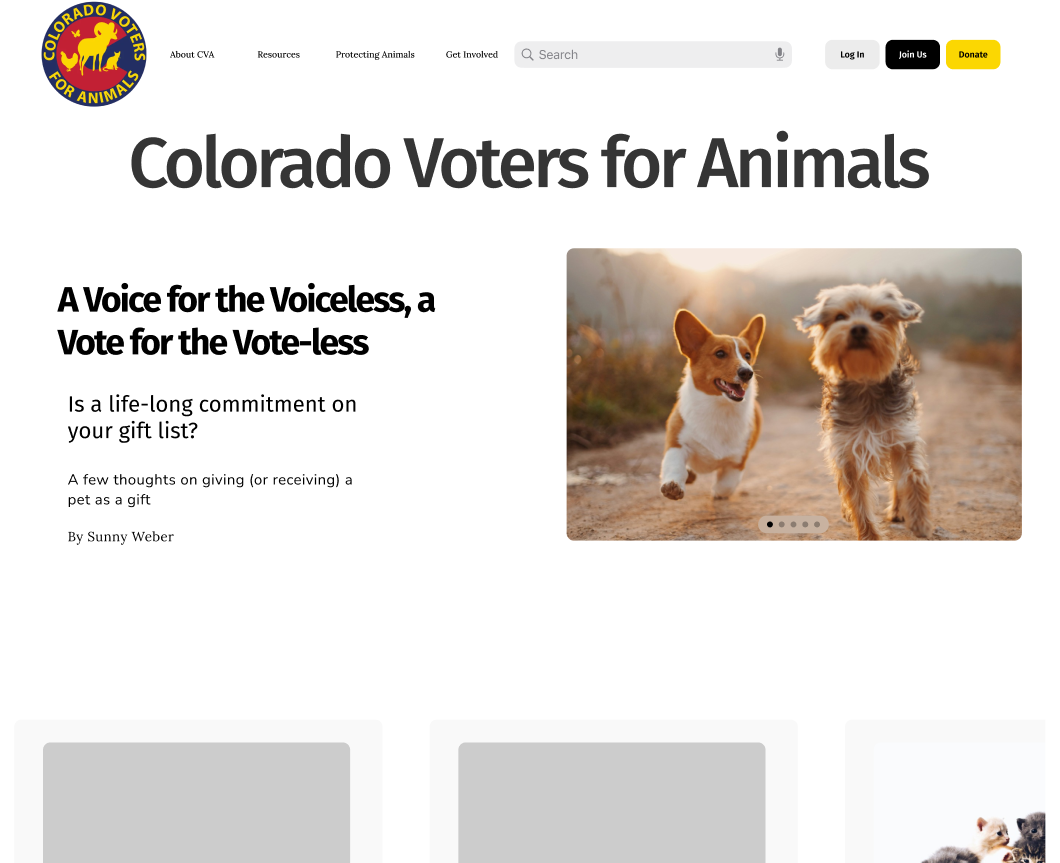 COLORADO VOTERS
FOR ANIMALS
About CVA
Resources
Protecting Animals
Get Involved
Search
Log In
Join Us
Donate
Colorado Voters for Animals
A Voice for the Voiceless, a
Vote for the Vote-less
Is a life-long commitment on
your gift list?
A few thoughts on giving (or receiving) a
pet as a gift
By Sunny Weber